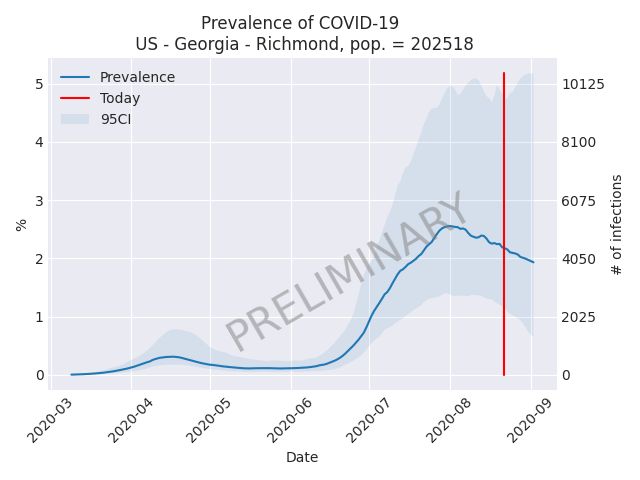 Prevalence of COVID-19
US - Georgia - Richmond, pop. = 202518
Prevalence
Today
95CI
PRELIMINARY
%
5
4
3
2
1
0
10125
8100
6075
4050
2025
0
# of infections
2020-03
2020-04
2020-05
2020-06
2020-07
2020-08
2020-09
Date